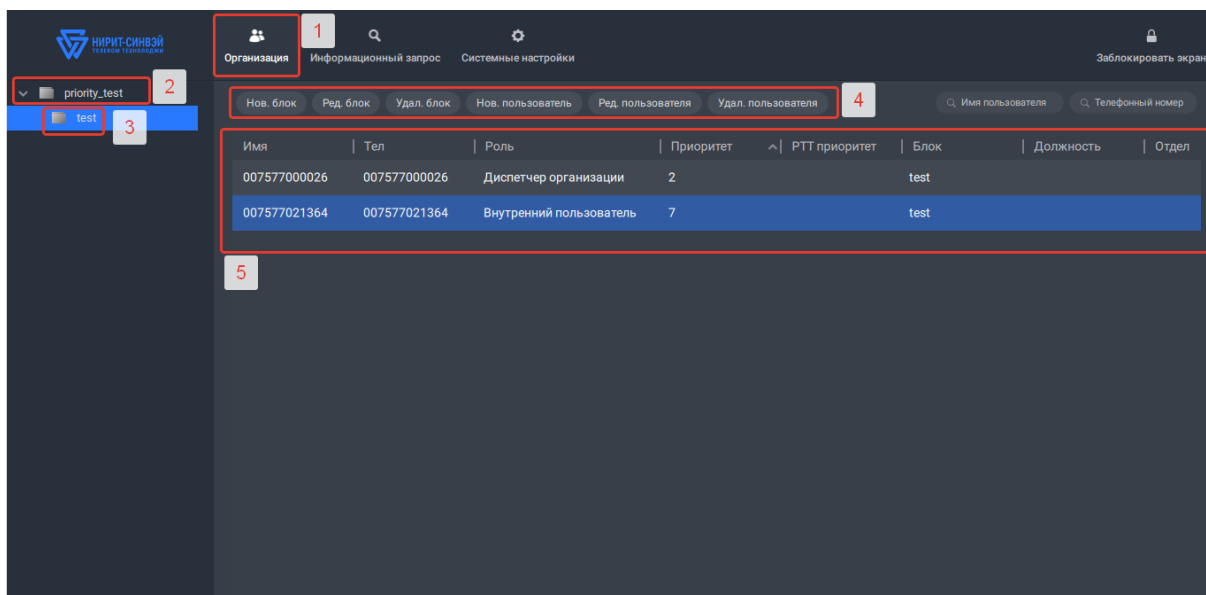 НИРИТ-СИНВЭЙ
ТЕЛЕКОМ ТЕХНОЛОДЖИ
Организация
1
Информационный запрос
Системные настройки
Заблокировать экран
priority_test
2
test
3
Нов. блок Ред. блок Удал. блок Нов. пользователь Ред. пользователя Удал. пользователя
4
Имя пользователя Телефонный номер
Имя Тел Роль Приоритет РТТ приоритет Блок Должность Отдел
007577000026 007577000026 Диспетчер организации 2 test
007577021364 007577021364 Внутренний пользователь 7 test
5